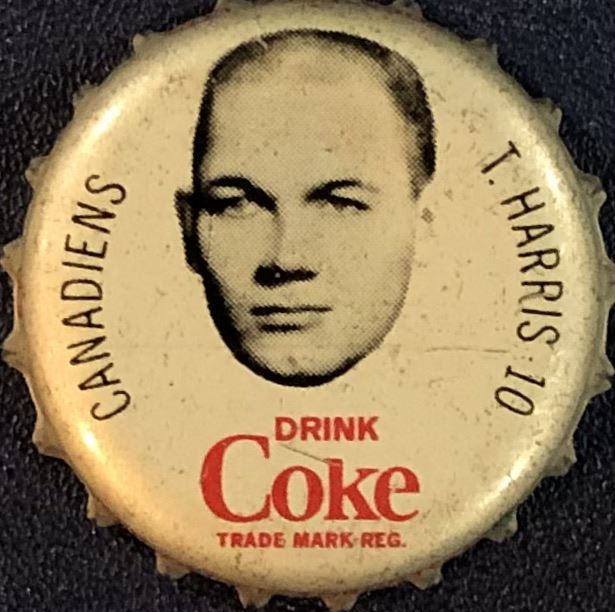 CANADIENS
T. HARRIS 10
DRINK
Coke
TRADE MARK REG.